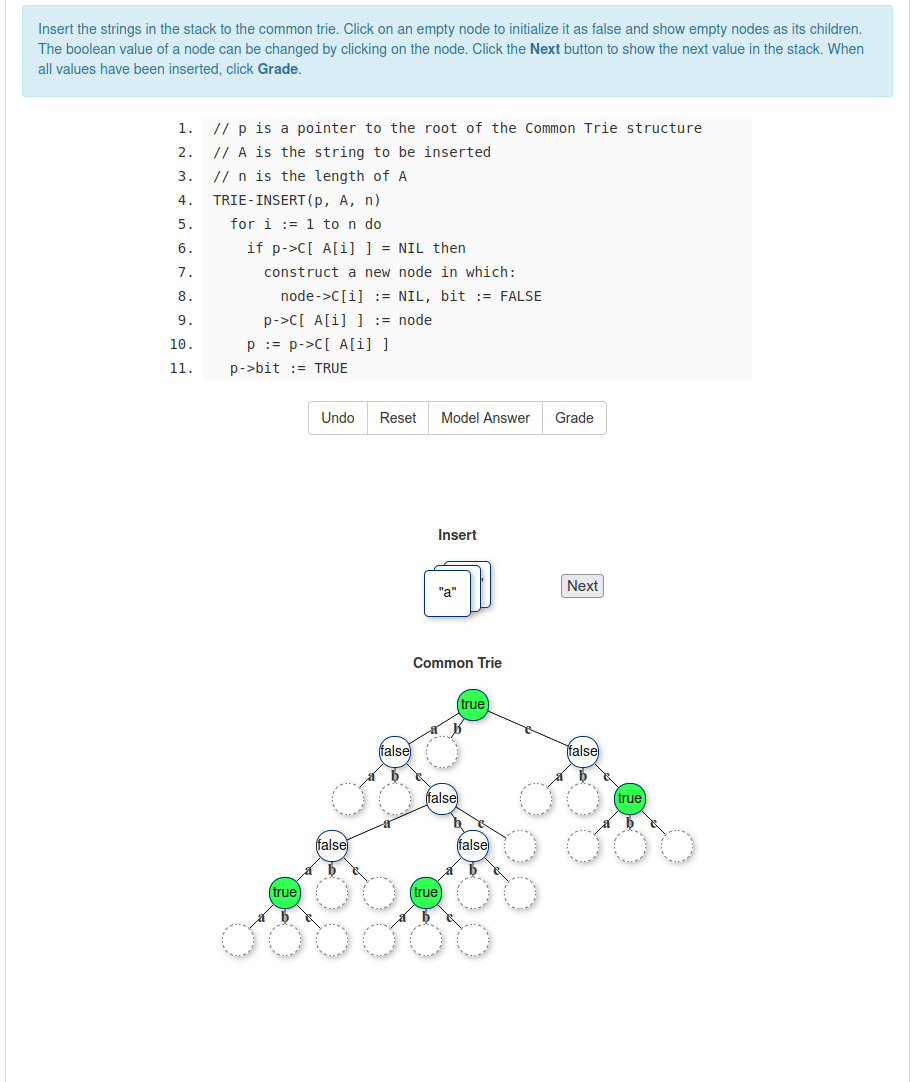 Insert the strings in the stack to the common trie. Click on an empty node to initialize it as false and show empty nodes as its children.
The boolean value of a node can be changed by clicking on the node. Click the Next button to show the next value in the stack. When
all values have been inserted, click Grade.
1. // p is a pointer to the root of the Common Trie structure
2. // A is the string to be inserted
3. // n is the length of A
4. TRIE-INSERT(p, A, n)
5. for i := 1 to n do
6. if p->C[ A[i] ] = NIL then
7. construct a new node in which:
8. node->C[i] := NIL, bit := FALSE
9. p->C[ A[i] ] := node
10. p := p->C[ A[i] ]
11. p->bit := TRUE
Undo Reset Model Answer Grade
Insert
"a" Next
Common Trie
true
a b c
false false
a b c a b c
false true
a b c a b c
false false
a b c a b c
true true
a b c a b c